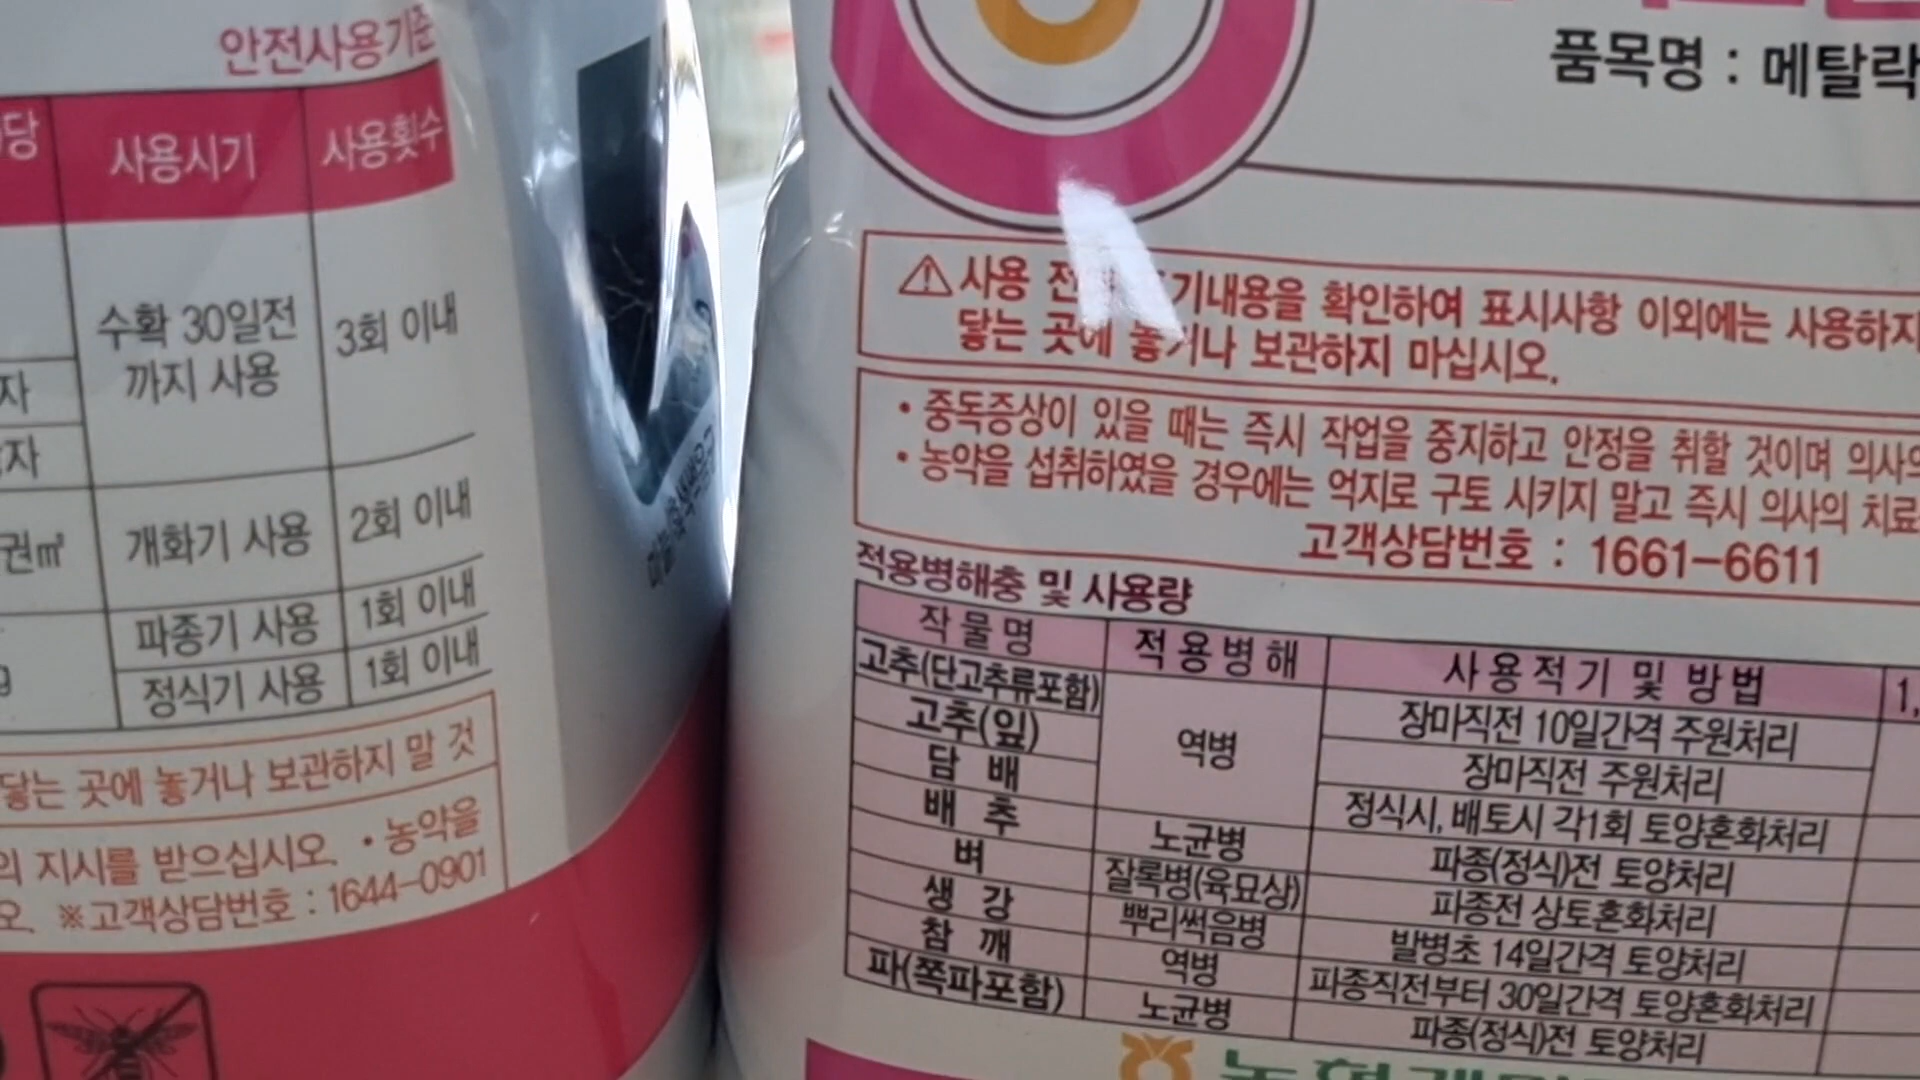 안전사용기준
당 사용시기 사용횟수
수확 30일전
까지 사용
3회 이내
자
자
권㎡ 개화기 사용 2회 이내
파종기 사용 1회 이내
g 정식기 사용 1회 이내
닿는 곳에 놓거나 보관하지 말 것
의 지시를 받으십시오. • 농약을
오. ※고객상담번호 : 1644-0901
품목명 : 메탈락
⚠사용 기내용을 확인하여 표시사항 이외에는 사용하지
닿는 곳에 놓거나 보관하지 마십시오.
• 중독증상이 있을 때는 즉시 작업을 중지하고 안정을 취할 것이며 의사의
• 농약을 섭취하였을 경우에는 억지로 구토 시키지 말고 즉시 의사의 치료
고객상담번호 : 1661-6611
적용병해충 및 사용량
작물명 적용병해 사용적기 및 방법 1,
고추(단고추류포함) 역병 장마직전 10일간격 주원처리
고추(잎) 장마직전 주원처리
담 배 정식시, 배토시 각1회 토양혼화처리
배 추 노균병 파종(정식)전 토양처리
벼 잘록병(육묘상) 파종전 상토혼화처리
생 강 뿌리썩음병 발병초 14일간격 토양처리
참 깨 역병 파종직전부터 30일간격 토양혼화처리
파(쪽파포함) 노균병 파종(정식)전 토양처리